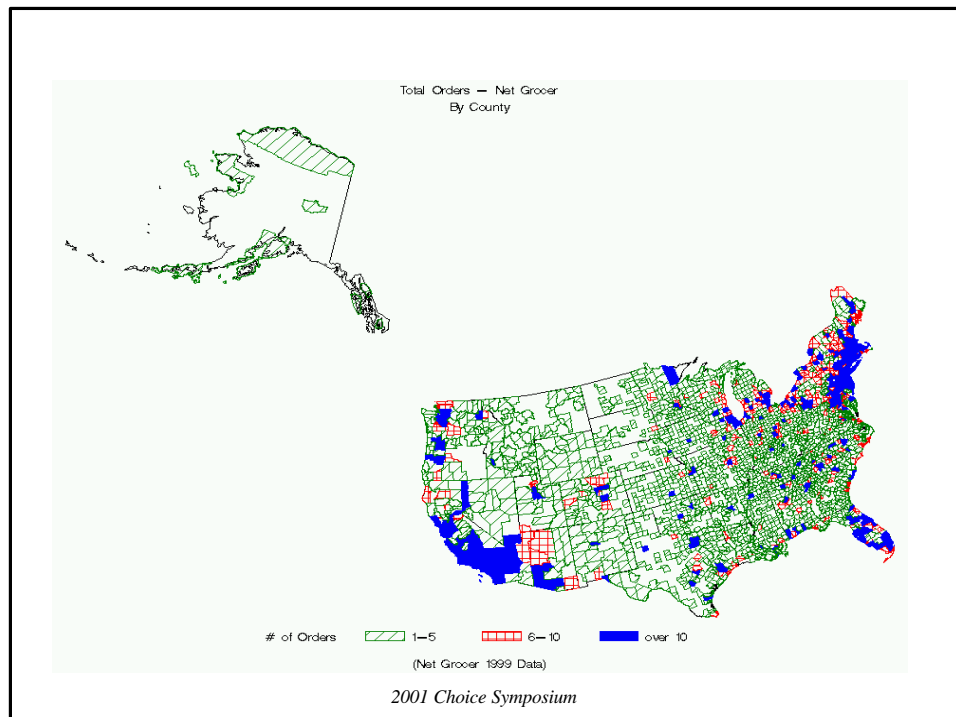 Total Orders – Net Grocer
By County
# of Orders 1–5 6–10 over 10
(Net Grocer 1999 Data)
2001 Choice Symposium